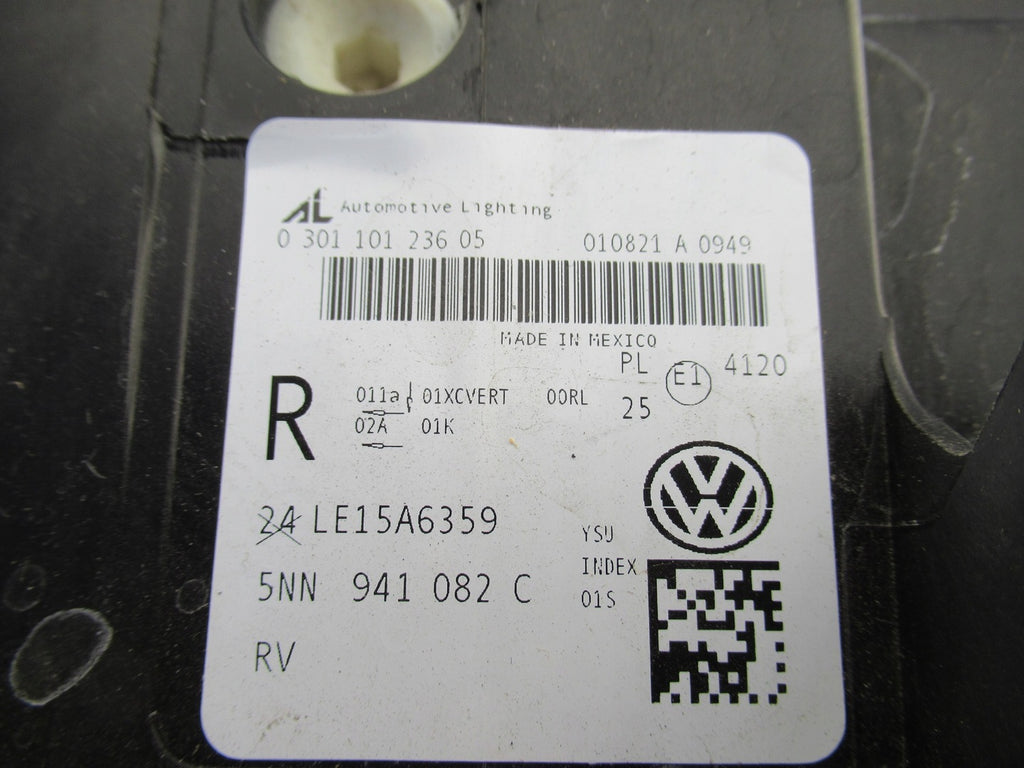 AL Automotive Lighting
0 301 101 236 05 010821 A 0949
MADE IN MEXICO
PL E1 4120
R 011a 01XCVERT 00RL 25
02A 01K
24 LE15A6359
YSU
5NN 941 082 C
INDEX
01S
RV